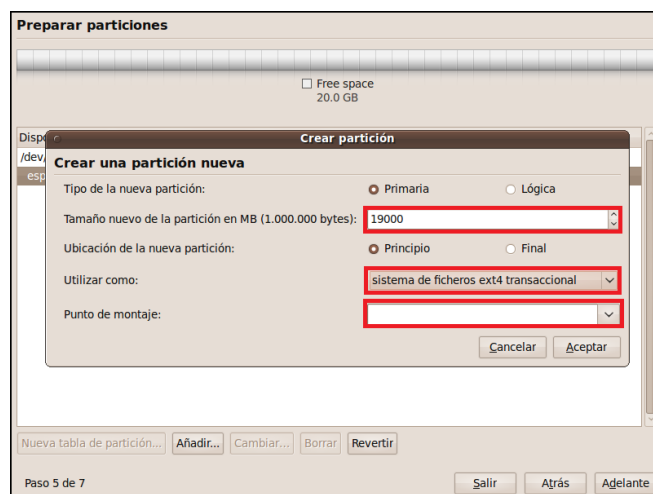 Preparar particiones
Free space
20.0 GB
Crear partición
/dev/
Crear una partición nueva
Tipo de la nueva partición: Primaria Lógica
Tamaño nuevo de la partición en MB (1.000.000 bytes): 19000
Ubicación de la nueva partición: Principio Final
Utilizar como: sistema de ficheros ext4 transaccional
Punto de montaje:
Cancelar Aceptar
Nueva tabla de partición... Añadir... Cambiar... Borrar Revertir
Paso 5 de 7 Salir Atrás Adelante